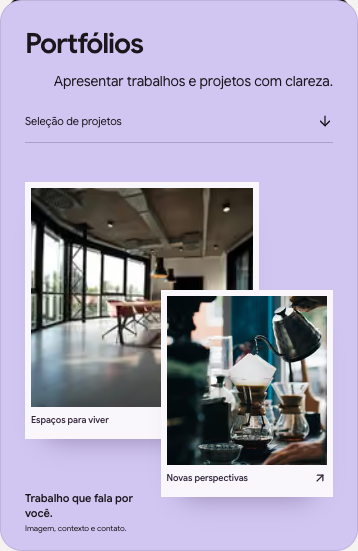 Portfólios
Apresentar trabalhos e projetos com clareza.
Seleção de projetos
Espaços para viver
Novas perspectivas
Trabalho que fala por
você.
Imagem, contexto e contato.